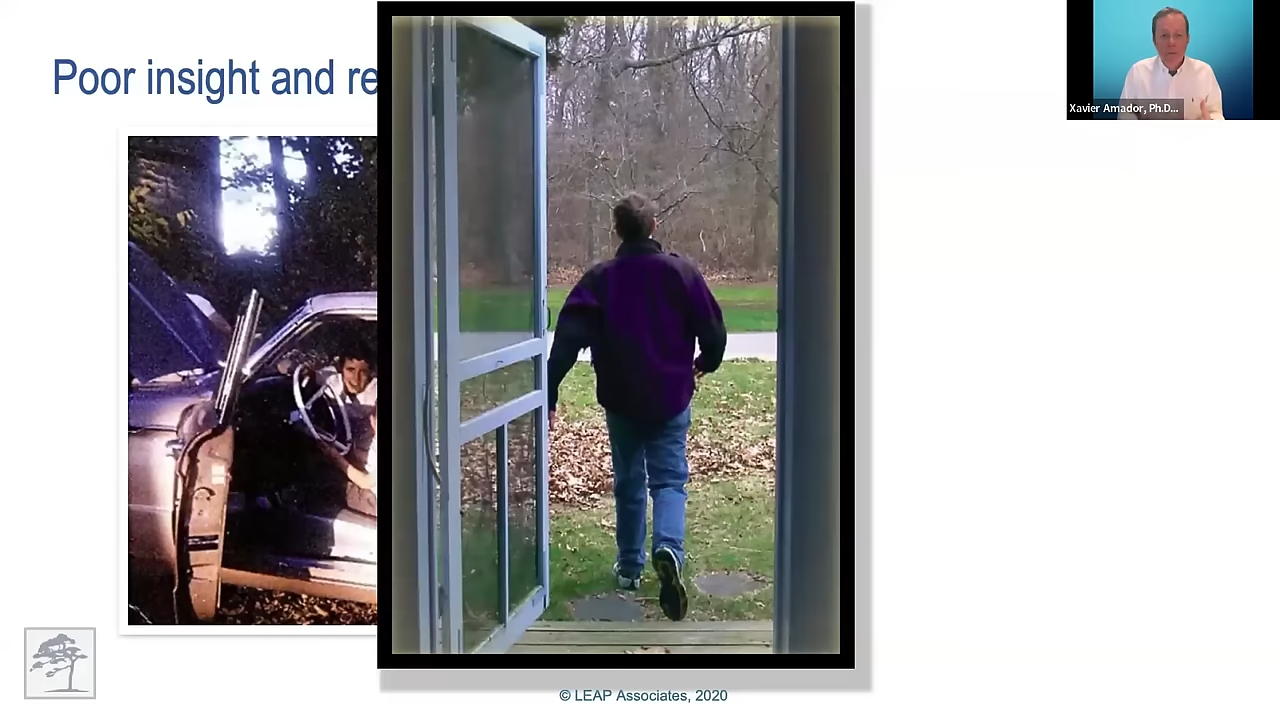 Poor insight and re
Xavier Amador, Ph.D...
© LEAP Associates, 2020